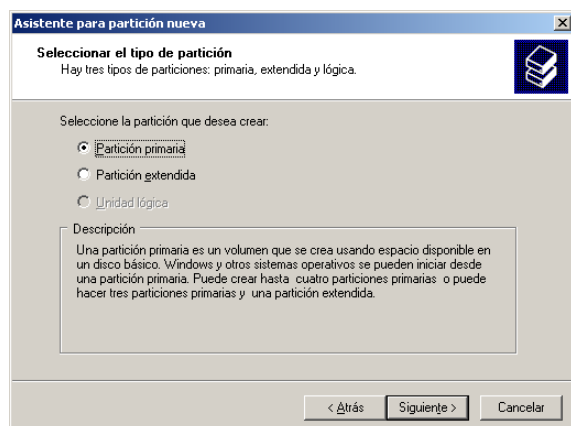 Asistente para partición nueva
Seleccionar el tipo de partición
Hay tres tipos de particiones: primaria, extendida y lógica.
Seleccione la partición que desea crear:
Partición primaria
Partición extendida
Unidad lógica
Descripción
Una partición primaria es un volumen que se crea usando espacio disponible en
un disco básico. Windows y otros sistemas operativos se pueden iniciar desde
una partición primaria. Puede crear hasta cuatro particiones primarias o puede
hacer tres particiones primarias y una partición extendida.
< Atrás Siguiente > Cancelar